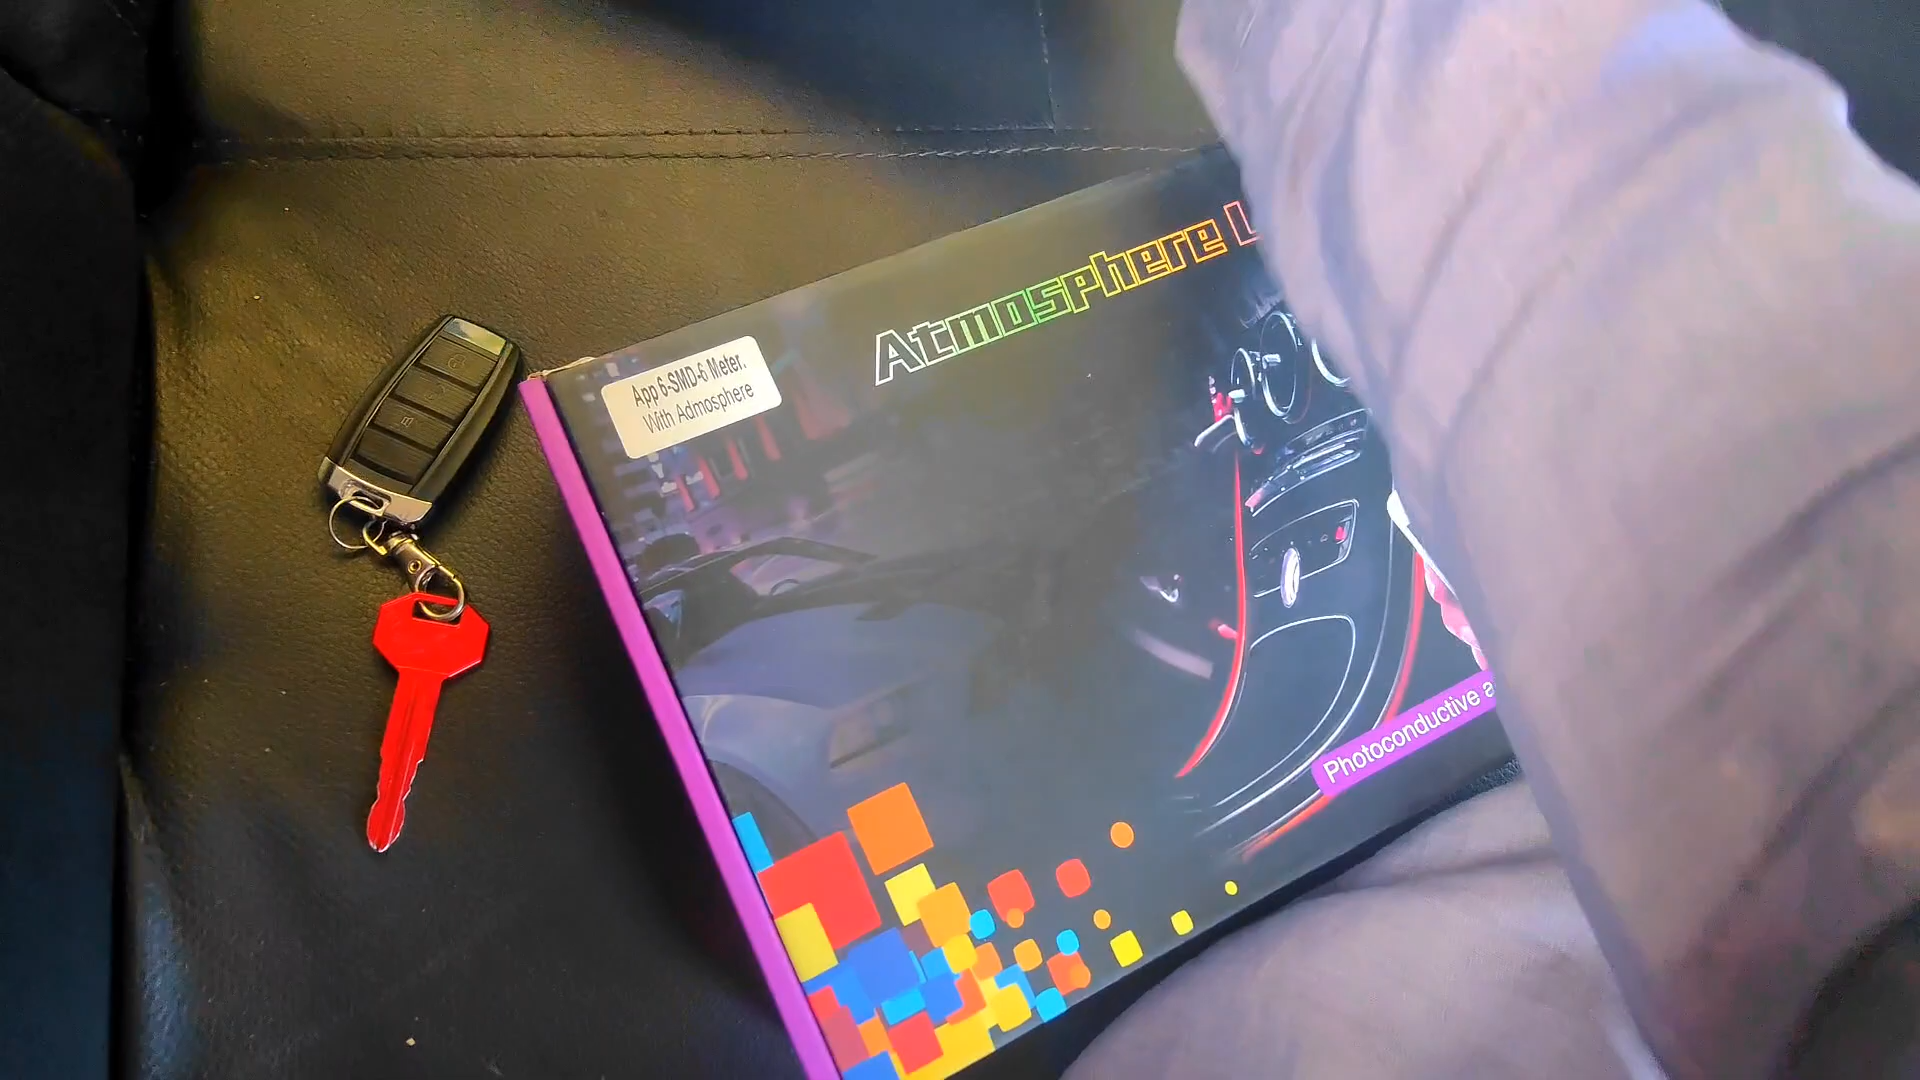 Atmosphere L
App 6-SMD-6 Meter.
With Admosphere
Photoconductive a